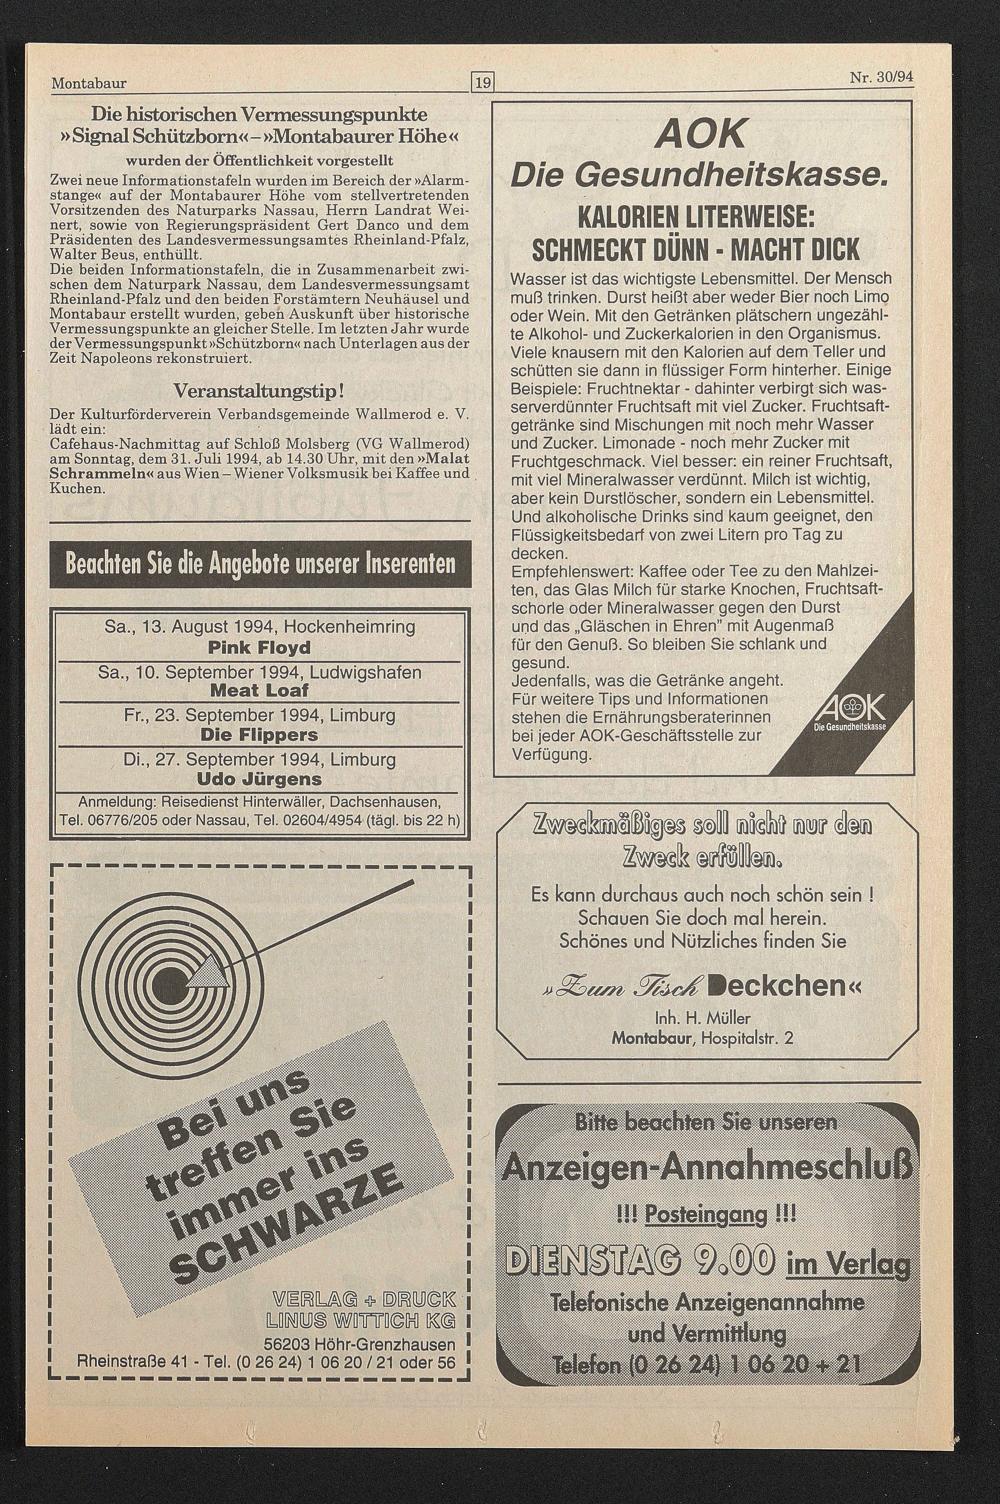 Montabaur
19
Nr. 30/94
Die historischen Vermessungspunkte
»Signal Schützborn«–»Montabaurer Höhe«
wurden der Öffentlichkeit vorgestellt
Zwei neue Informationstafeln wurden im Bereich der »Alarm-
stange« auf der Montabaurer Höhe vom stellvertretenden
Vorsitzenden des Naturparks Nassau, Herrn Landrat Wei-
nert, sowie von Regierungspräsident Gert Danco und dem
Präsidenten des Landesvermessungsamtes Rheinland-Pfalz,
Walter Beus, enthüllt.
Die beiden Informationstafeln, die in Zusammenarbeit zwi-
schen dem Naturpark Nassau, dem Landesvermessungsamt
Rheinland-Pfalz und den beiden Forstämtern Neuhäusel und
Montabaur erstellt wurden, geben Auskunft über historische
Vermessungspunkte an gleicher Stelle. Im letzten Jahr wurde
der Vermessungspunkt »Schützborn« nach Unterlagen aus der
Zeit Napoleons rekonstruiert.
Veranstaltungstip!
Der Kulturförderverein Verbandsgemeinde Wallmerod e. V.
lädt ein:
Cafehaus-Nachmittag auf Schloß Molsberg (VG Wallmerod)
am Sonntag, dem 31. Juli 1994, ab 14.30 Uhr, mit den »Malat
Schrammeln« aus Wien – Wiener Volksmusik bei Kaffee und
Kuchen.
Beachten Sie die Angebote unserer Inserenten
Sa., 13. August 1994, Hockenheimring
Pink Floyd
Sa., 10. September 1994, Ludwigshafen
Meat Loaf
Fr., 23. September 1994, Limburg
Die Flippers
Di., 27. September 1994, Limburg
Udo Jürgens
Anmeldung: Reisedienst Hinterwäller, Dachsenhausen,
Tel. 06776/205 oder Nassau, Tel. 02604/4954 (tägl. bis 22 h)
Bei uns
treffen Sie
immer ins
SCHWARZE
VERLAG + DRUCK
LINUS WITTICH KG
56203 Höhr-Grenzhausen
Rheinstraße 41 - Tel. (0 26 24) 1 06 20 / 21 oder 56
AOK
Die Gesundheitskasse.
KALORIEN LITERWEISE:
SCHMECKT DÜNN - MACHT DICK
Wasser ist das wichtigste Lebensmittel. Der Mensch
muß trinken. Durst heißt aber weder Bier noch Limo
oder Wein. Mit den Getränken plätschern ungezähl-
te Alkohol- und Zuckerkalorien in den Organismus.
Viele knausern mit den Kalorien auf dem Teller und
schütten sie dann in flüssiger Form hinterher. Einige
Beispiele: Fruchtnektar - dahinter verbirgt sich was-
serverdünnter Fruchtsaft mit viel Zucker. Fruchtsaft-
getränke sind Mischungen mit noch mehr Wasser
und Zucker. Limonade - noch mehr Zucker mit
Fruchtgeschmack. Viel besser: ein reiner Fruchtsaft,
mit viel Mineralwasser verdünnt. Milch ist wichtig,
aber kein Durstlöscher, sondern ein Lebensmittel.
Und alkoholische Drinks sind kaum geeignet, den
Flüssigkeitsbedarf von zwei Litern pro Tag zu
decken.
Empfehlenswert: Kaffee oder Tee zu den Mahlzei-
ten, das Glas Milch für starke Knochen, Fruchtsaft-
schorle oder Mineralwasser gegen den Durst
und das „Gläschen in Ehren” mit Augenmaß
für den Genuß. So bleiben Sie schlank und
gesund.
Jedenfalls, was die Getränke angeht.
Für weitere Tips und Informationen
stehen die Ernährungsberaterinnen
bei jeder AOK-Geschäftsstelle zur
Verfügung.
AOK
Die Gesundheitskasse
Zweckmäßiges soll nicht nur den
Zweck erfüllen.
Es kann durchaus auch noch schön sein !
Schauen Sie doch mal herein.
Schönes und Nützliches finden Sie
»Zum Tisch Deckchen«
Inh. H. Müller
Montabaur, Hospitalstr. 2
Bitte beachten Sie unseren
Anzeigen-Annahmeschluß
!!! Posteingang !!!
DIENSTAG 9.00 im Verlag
Telefonische Anzeigenannahme
und Vermittlung
Telefon (0 26 24) 1 06 20 + 21